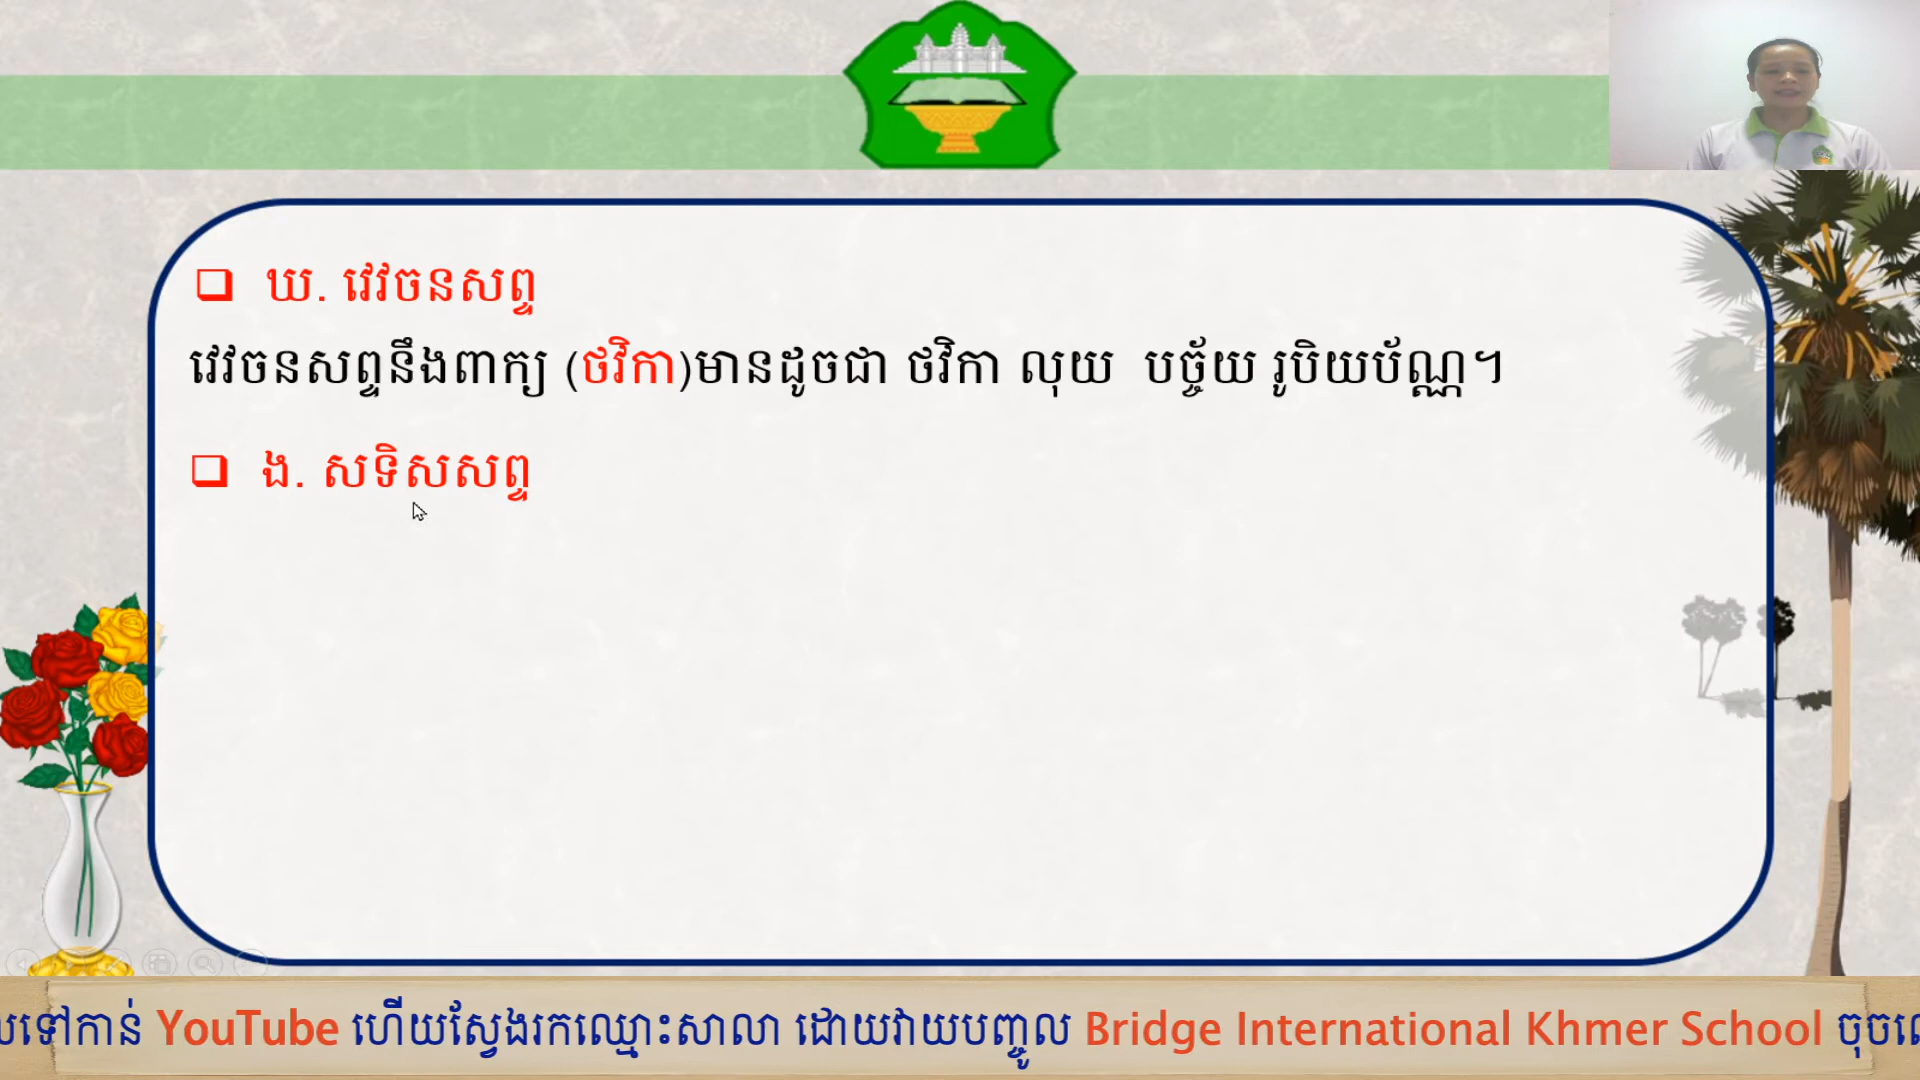 ឃ. វេវចនសព្ទ
វេវចនសព្ទនឹងពាក្យ (ថវិកា)មានដូចជា ថវិកា លុយ បច្ច័យ រូបិយប័ណ្ណ។
ង. សទិសសព្ទ
ទៅកាន់ YouTube ហើយស្វែងរកឈ្មោះសាលា ដោយវាយបញ្ចូល Bridge International Khmer School